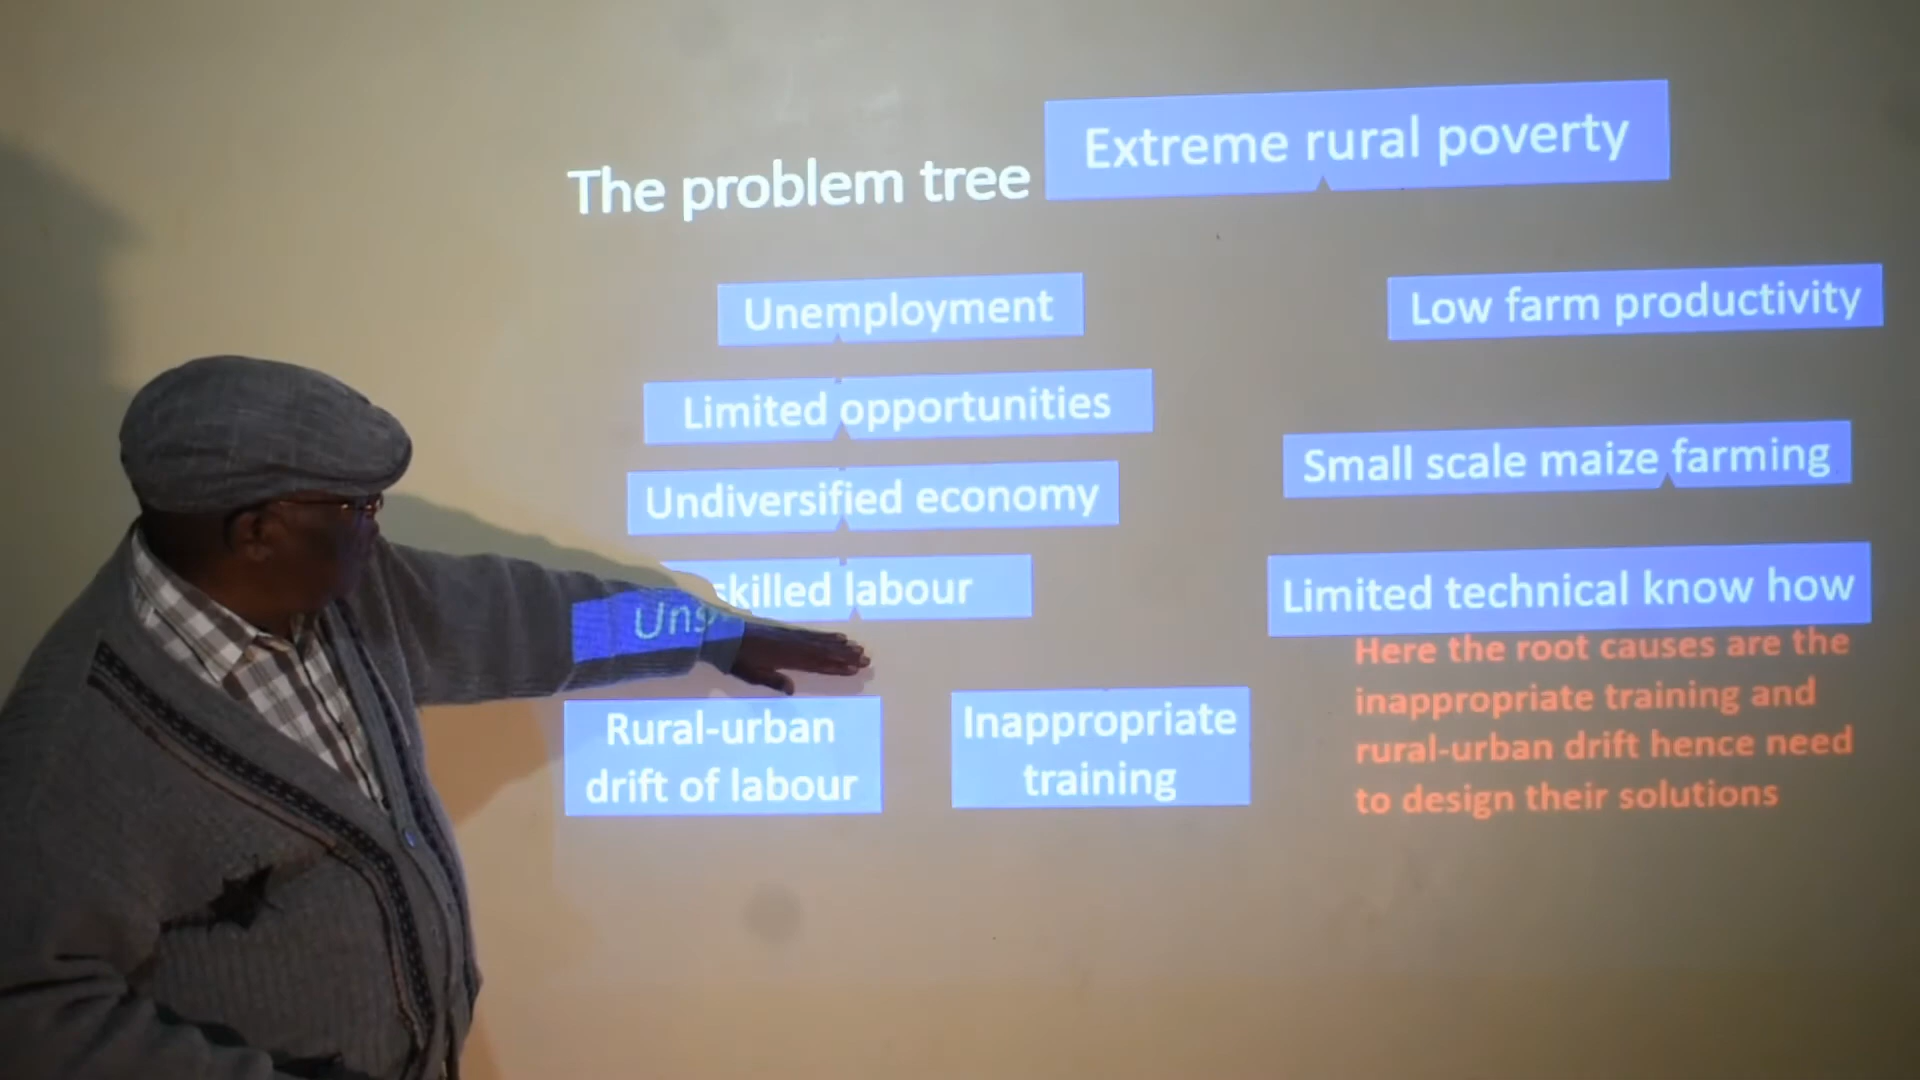 The problem tree
Extreme rural poverty
Unemployment
Low farm productivity
Limited opportunities
Small scale maize farming
Undiversified economy
Limited technical know how
Unskilled labour
Rural-urban
drift of labour
Inappropriate
training
Here the root causes are the
inappropriate training and
rural-urban drift hence need
to design their solutions